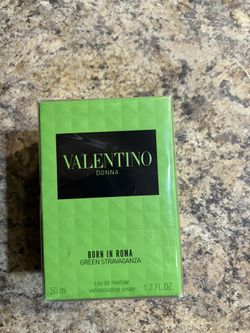 VALENTINO
DONNA
BORN IN ROMA
GREEN STRAVAGANZA
EAU DE PARFUM
50 ml VAPORISATEUR SPRAY 1.7 FL.OZ.